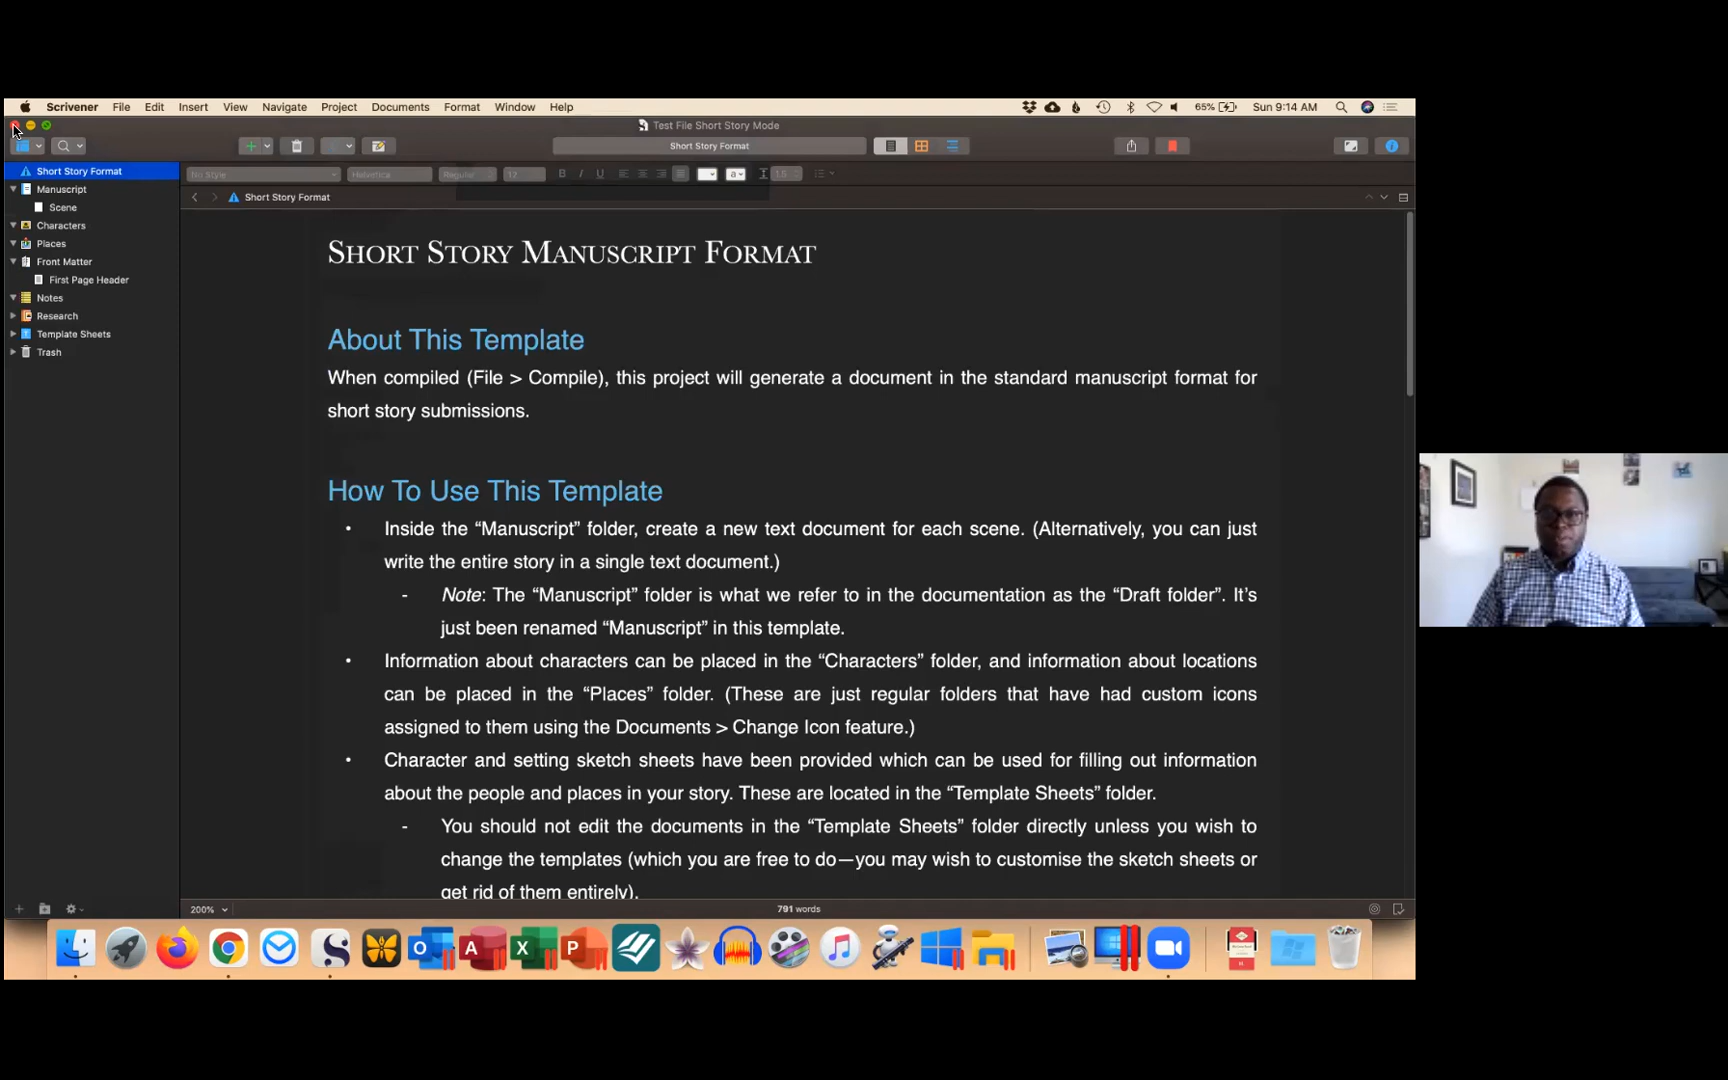 Scrivener File Edit Insert View Navigate Project Documents Format Window Help 65% Sun 9:14 AM
Test File Short Story Mode
Short Story Format
No Style Helvetica Regular 12 B I U a 1.5
Short Story Format
Short Story Format
Manuscript
Scene
Characters
Places
Front Matter
First Page Header
Notes
Research
Template Sheets
Trash
SHORT STORY MANUSCRIPT FORMAT
About This Template
When compiled (File > Compile), this project will generate a document in the standard manuscript format for
short story submissions.
How To Use This Template
• Inside the “Manuscript” folder, create a new text document for each scene. (Alternatively, you can just
write the entire story in a single text document.)
- Note: The “Manuscript” folder is what we refer to in the documentation as the “Draft folder”. It’s
just been renamed “Manuscript” in this template.
• Information about characters can be placed in the “Characters” folder, and information about locations
can be placed in the “Places” folder. (These are just regular folders that have had custom icons
assigned to them using the Documents > Change Icon feature.)
• Character and setting sketch sheets have been provided which can be used for filling out information
about the people and places in your story. These are located in the “Template Sheets” folder.
- You should not edit the documents in the “Template Sheets” folder directly unless you wish to
change the templates (which you are free to do—you may wish to customise the sketch sheets or
get rid of them entirely).
200% 791 words
O A X P